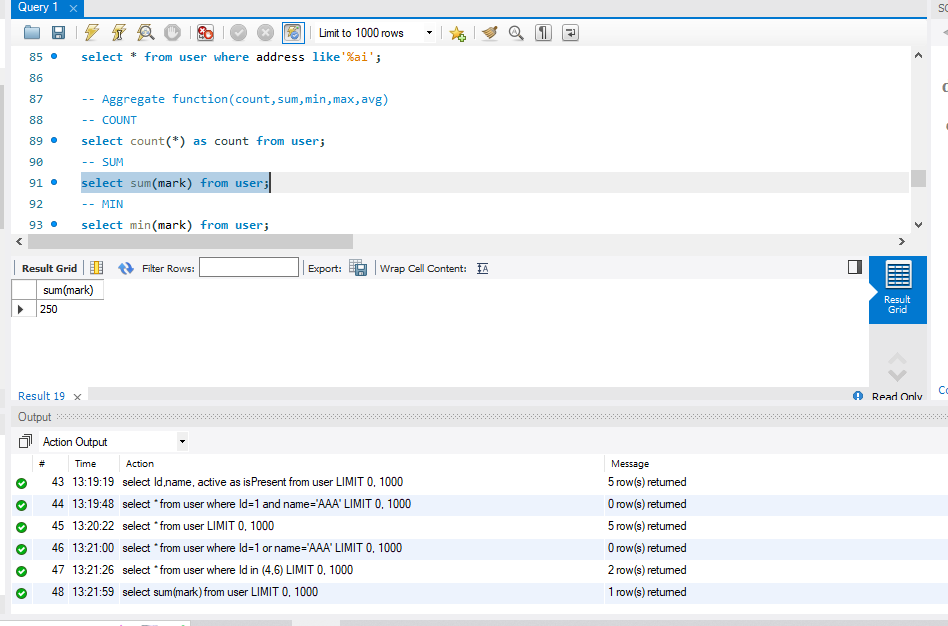 Query 1
SC
Limit to 1000 rows
85 select * from user where address like'%ai';
86
87 -- Aggregate function(count,sum,min,max,avg)
88 -- COUNT
89 select count(*) as count from user;
90 -- SUM
91 select sum(mark) from user;
92 -- MIN
93 select min(mark) from user;
Result Grid Filter Rows: Export: Wrap Cell Content: IA
sum(mark)
250
Result
Grid
Result 19 Read Only
Co
Output
Action Output
# Time Action Message
43 13:19:19 select Id,name, active as isPresent from user LIMIT 0, 1000 5 row(s) returned
44 13:19:48 select * from user where Id=1 and name='AAA' LIMIT 0, 1000 0 row(s) returned
45 13:20:22 select * from user LIMIT 0, 1000 5 row(s) returned
46 13:21:00 select * from user where Id=1 or name='AAA' LIMIT 0, 1000 0 row(s) returned
47 13:21:26 select * from user where Id in (4,6) LIMIT 0, 1000 2 row(s) returned
48 13:21:59 select sum(mark) from user LIMIT 0, 1000 1 row(s) returned